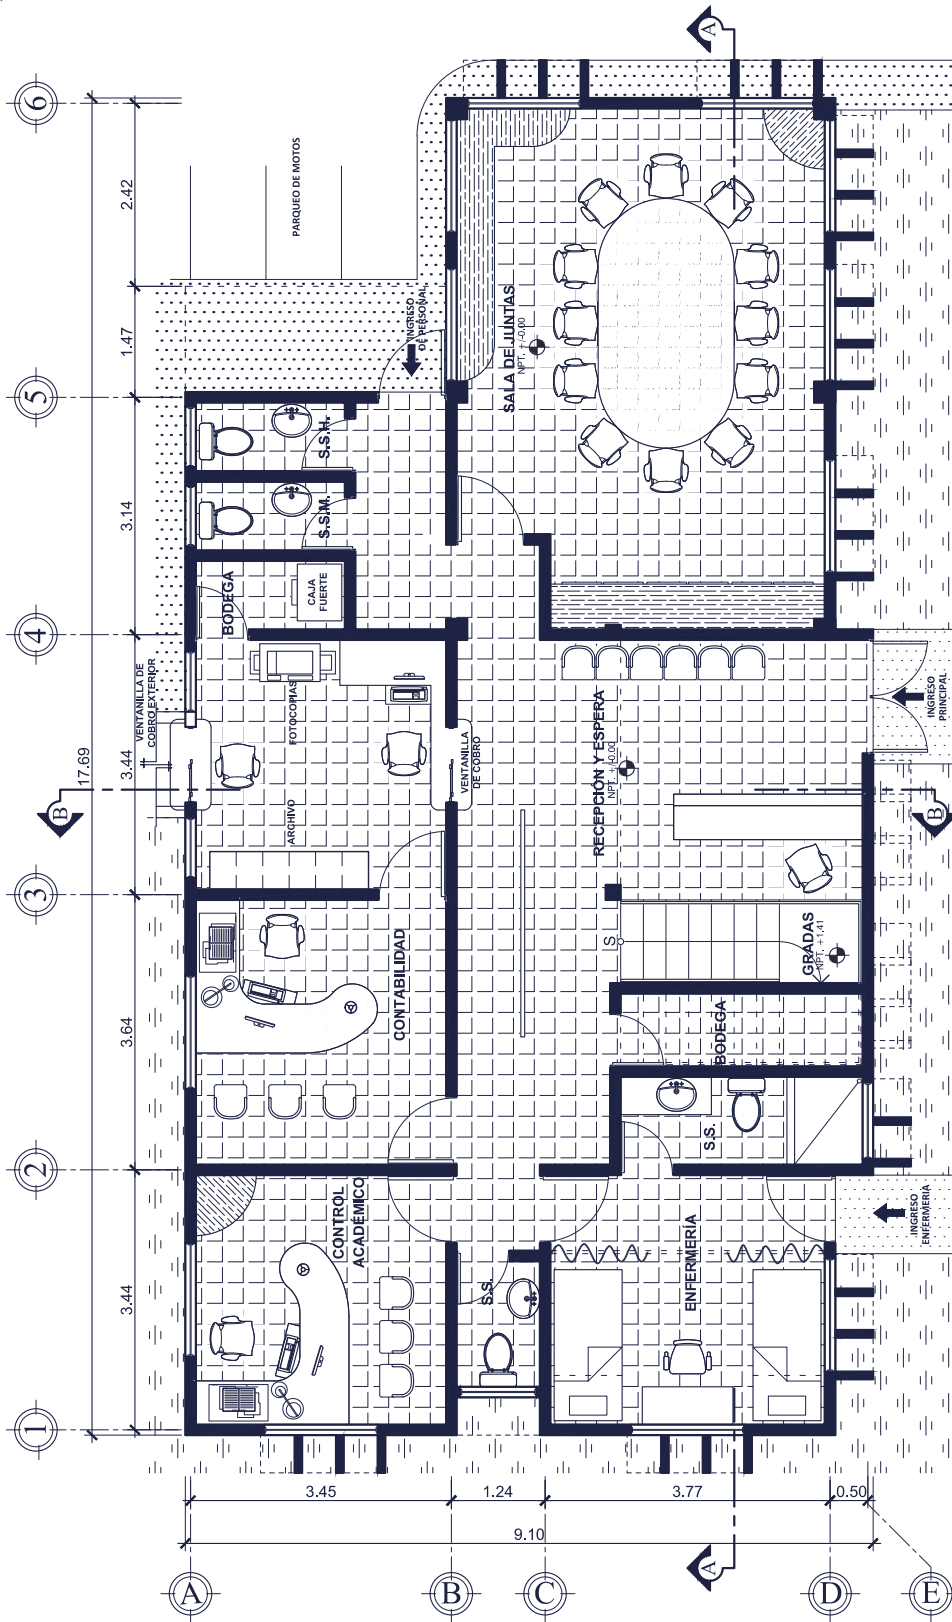 A
A
6
5
4
3
2
1
2.42
1.47
3.14
3.44
3.64
3.44
17.69
PARQUEO DE MOTOS
INGRESO
DE PERSONAL
SALA DE JUNTAS
NPT. +/-0.00
S.S.H.
S.S.M.
BODEGA
CAJA
FUERTE
VENTANILLA DE
COBRO EXTERIOR
FOTOCOPIAS
ARCHIVO
VENTANILLA
DE COBRO
RECEPCIÓN Y ESPERA
NPT. +/-0.00
INGRESO
PRINCIPAL
B
B
CONTABILIDAD
S
GRADAS
NPT. +1.41
BODEGA
S.S.
CONTROL
ACADÉMICO
S.S.
ENFERMERÍA
INGRESO
ENFERMERIA
3.45
1.24
3.77
0.50
9.10
A
B
C
D
E